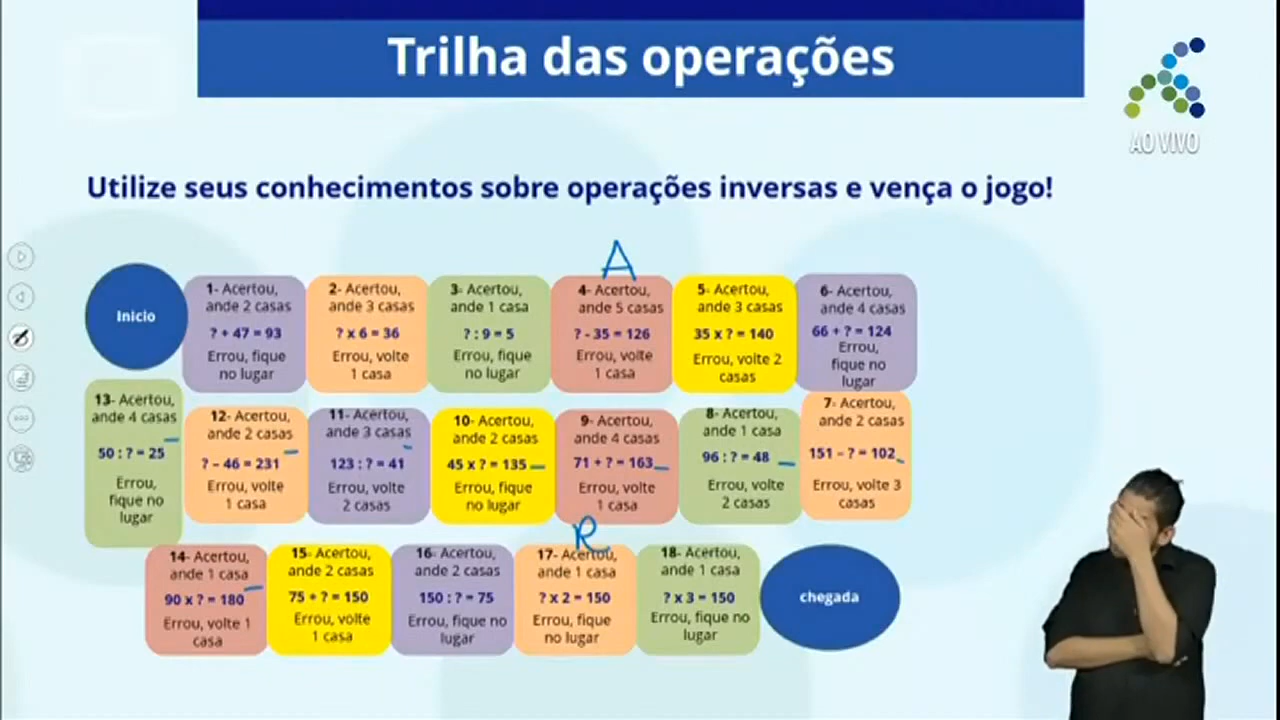 Trilha das operações
AO VIVO
Utilize seus conhecimentos sobre operações inversas e vença o jogo!
A
Inicio
1- Acertou,
ande 2 casas
? + 47 = 93
Errou, fique
no lugar
2- Acertou,
ande 3 casas
? x 6 = 36
Errou, volte
1 casa
3- Acertou,
ande 1 casa
? : 9 = 5
Errou, fique
no lugar
4- Acertou,
ande 5 casas
? - 35 = 126
Errou, volte
1 casa
5- Acertou,
ande 3 casas
35 x ? = 140
Errou, volte 2
casas
6- Acertou,
ande 4 casas
66 + ? = 124
Errou,
fique no
lugar
13- Acertou,
ande 4 casas
50 : ? = 25
Errou,
fique no
lugar
12- Acertou,
ande 2 casas
? – 46 = 231
Errou, volte
1 casa
11- Acertou,
ande 3 casas
123 : ? = 41
Errou, volte
2 casas
10- Acertou,
ande 2 casas
45 x ? = 135
Errou, fique
no lugar
9- Acertou,
ande 4 casas
71 + ? = 163
Errou, volte
1 casa
8- Acertou,
ande 1 casa
96 : ? = 48
Errou, volte
2 casas
7- Acertou,
ande 2 casas
151 – ? = 102
Errou, volte 3
casas
R
14- Acertou,
ande 1 casa
90 x ? = 180
Errou, volte 1
casa
15- Acertou,
ande 2 casas
75 + ? = 150
Errou, volte
1 casa
16- Acertou,
ande 2 casas
150 : ? = 75
Errou, fique no
lugar
17- Acertou,
ande 1 casa
? x 2 = 150
Errou, fique
no lugar
18- Acertou,
ande 1 casa
? x 3 = 150
Errou, fique no
lugar
chegada